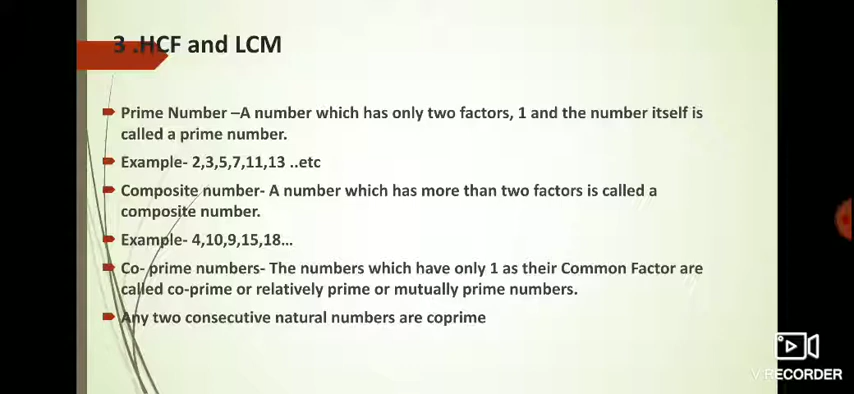 3 .HCF and LCM
Prime Number –A number which has only two factors, 1 and the number itself is
called a prime number.
Example- 2,3,5,7,11,13 ..etc
Composite number- A number which has more than two factors is called a
composite number.
Example- 4,10,9,15,18...
Co- prime numbers- The numbers which have only 1 as their Common Factor are
called co-prime or relatively prime or mutually prime numbers.
Any two consecutive natural numbers are coprime
V RECORDER